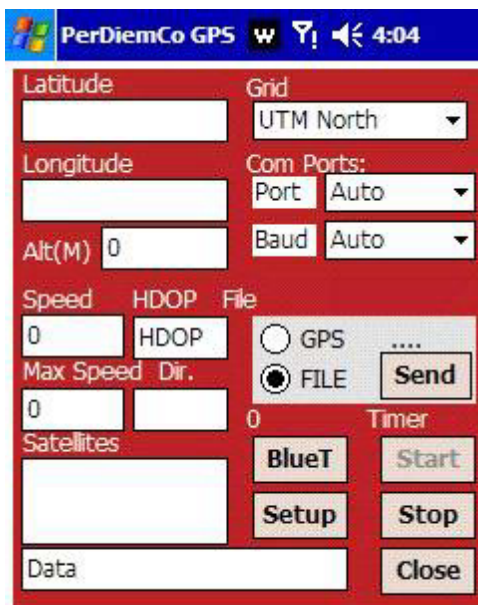 PerDiemCo GPS W 4:04
Latitude Grid
UTM North
Longitude Com Ports:
Port Auto
Alt(M) 0 Baud Auto
Speed HDOP File
0 HDOP GPS ....
Max Speed Dir. FILE Send
0 0 Timer
Satellites BlueT Start
Setup Stop
Data Close